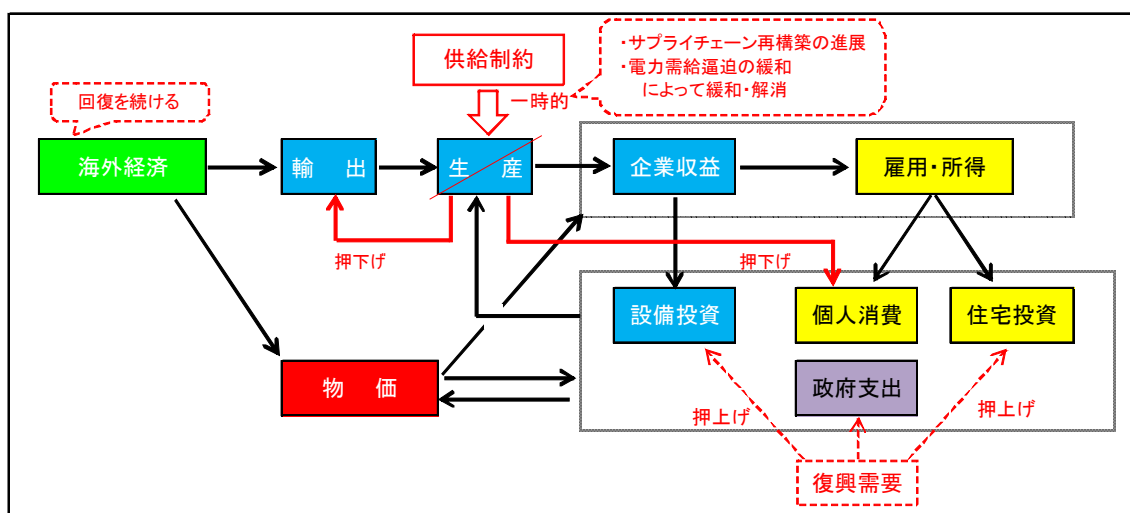 供給制約
・サプライチェーン再構築の進展
・電力需給逼迫の緩和
によって緩和・解消
一時的
回復を続ける
海外経済
輸 出
生 産
企業収益
雇用・所得
押下げ
押下げ
設備投資
個人消費
住宅投資
物 価
政府支出
押上げ
押上げ
復興需要